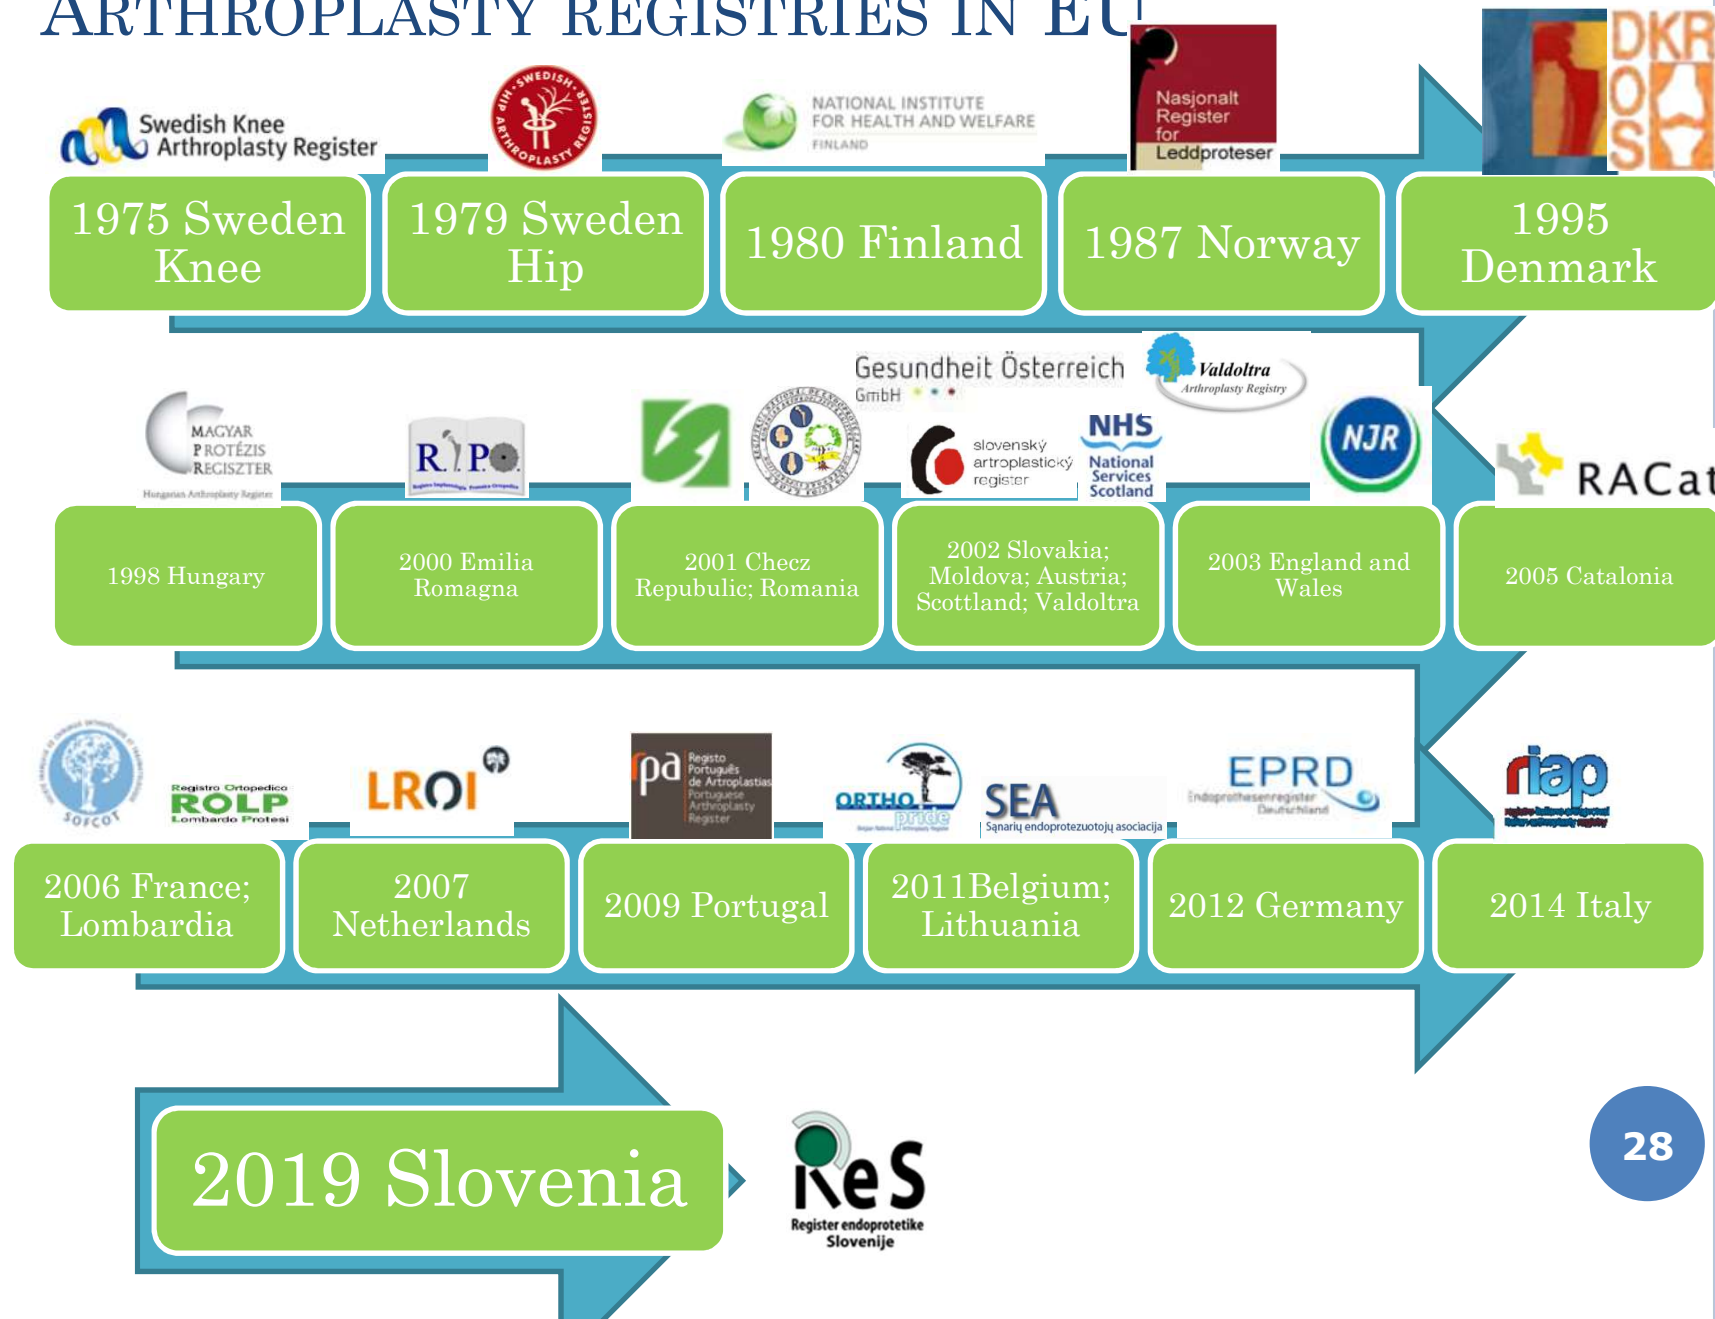 ARTHROPLASTY REGISTRIES IN EU
Swedish Knee
Arthroplasty Register
SWEDISH HIP ARTHROPLASTY REGISTER
NATIONAL INSTITUTE
FOR HEALTH AND WELFARE
FINLAND
Nasjonalt
Register
for
Leddproteser
DKR
O
S
1975 Sweden
Knee
1979 Sweden
Hip
1980 Finland
1987 Norway
1995
Denmark
MAGYAR
PROTÉZIS
REGISZTER
Hungarian Arthroplasty Register
R.I.P.O.
Gesundheit Österreich
GmbH
slovenský
artroplastický
register
NHS
National
Services
Scotland
Valdoltra
Arthroplasty Registry
NJR
RACat
1998 Hungary
2000 Emilia
Romagna
2001 Checz
Repubulic; Romania
2002 Slovakia;
Moldova; Austria;
Scottland; Valdoltra
2003 England and
Wales
2005 Catalonia
SOFCOT
Registro Ortopedico
ROLP
Lombardo Protesi
LROI
rpa
Registo
Português
de Artroplastias
Portuguese
Arthroplasty
Register
ORTHO
pride
SEA
Sąnarių endoprotezuotojų asociacija
EPRD
Endoprothesenregister
Deutschland
riap
2006 France;
Lombardia
2007
Netherlands
2009 Portugal
2011Belgium;
Lithuania
2012 Germany
2014 Italy
2019 Slovenia
ReS
Register endoprotetike
Slovenije
28